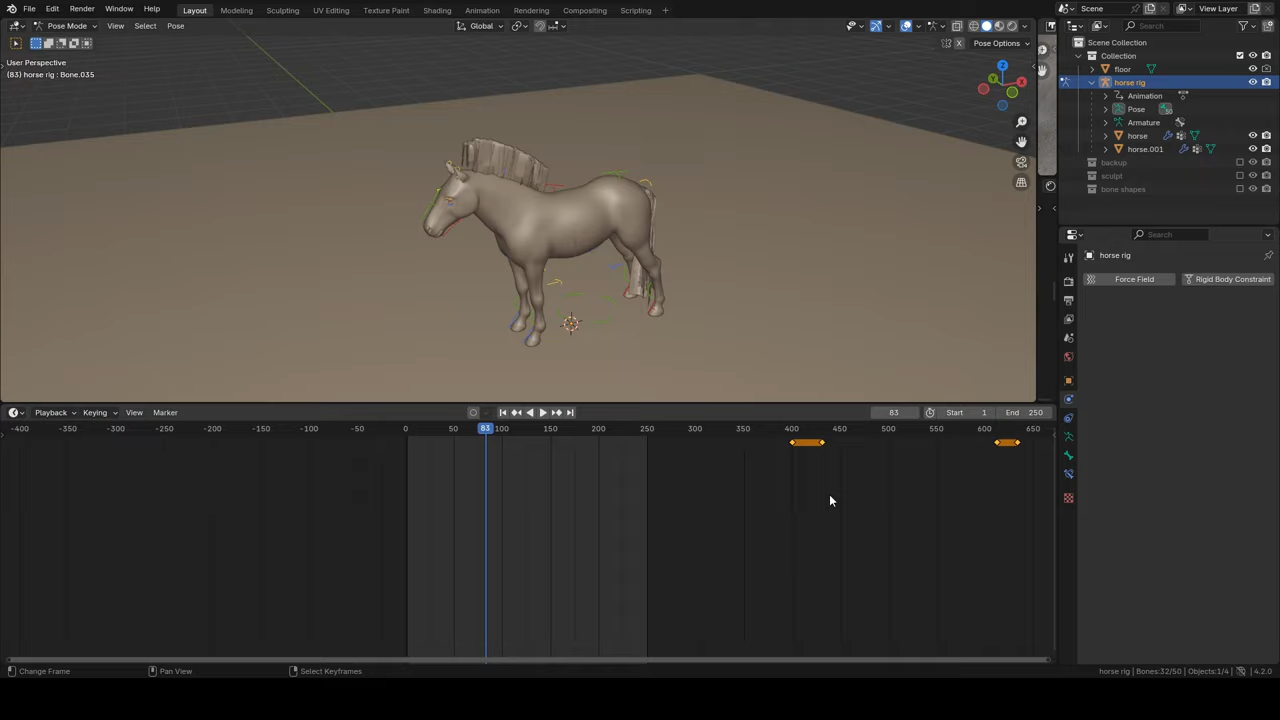 File Edit Render Window Help Layout Modeling Sculpting UV Editing Texture Paint Shading Animation Rendering Compositing Scripting + Scene View Layer
Pose Mode View Select Pose Global Search
Pose Options
User Perspective
(83) horse rig : Bone.035
Z
Y
X
Scene Collection
Collection
floor
horse rig
Animation
Pose
50
Armature
horse
horse.001
backup
sculpt
bone shapes
Search
horse rig
Force Field Rigid Body Constraint
Playback Keying View Marker 83 Start 1 End 250
-400 -350 -300 -250 -200 -150 -100 -50 0 50 83 100 150 200 250 300 350 400 450 500 550 600 650
Change Frame Pan View Select Keyframes horse rig | Bones:32/50 | Objects:1/4 | 4.2.0